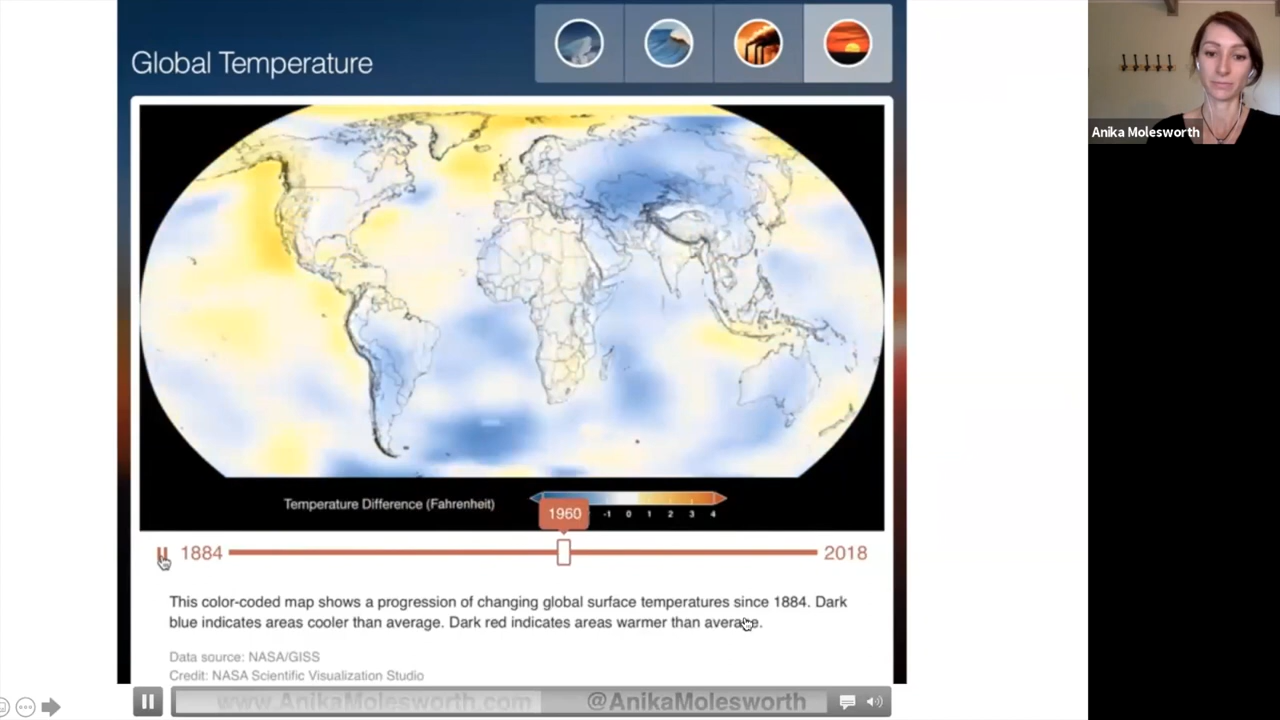 Global Temperature
Anika Molesworth
Temperature Difference (Fahrenheit)
-1 0 1 2 3 4
1960
1884
2018
This color-coded map shows a progression of changing global surface temperatures since 1884. Dark
blue indicates areas cooler than average. Dark red indicates areas warmer than average.
Data source: NASA/GISS
Credit: NASA Scientific Visualization Studio
www.AnikaMolesworth.com @AnikaMolesworth